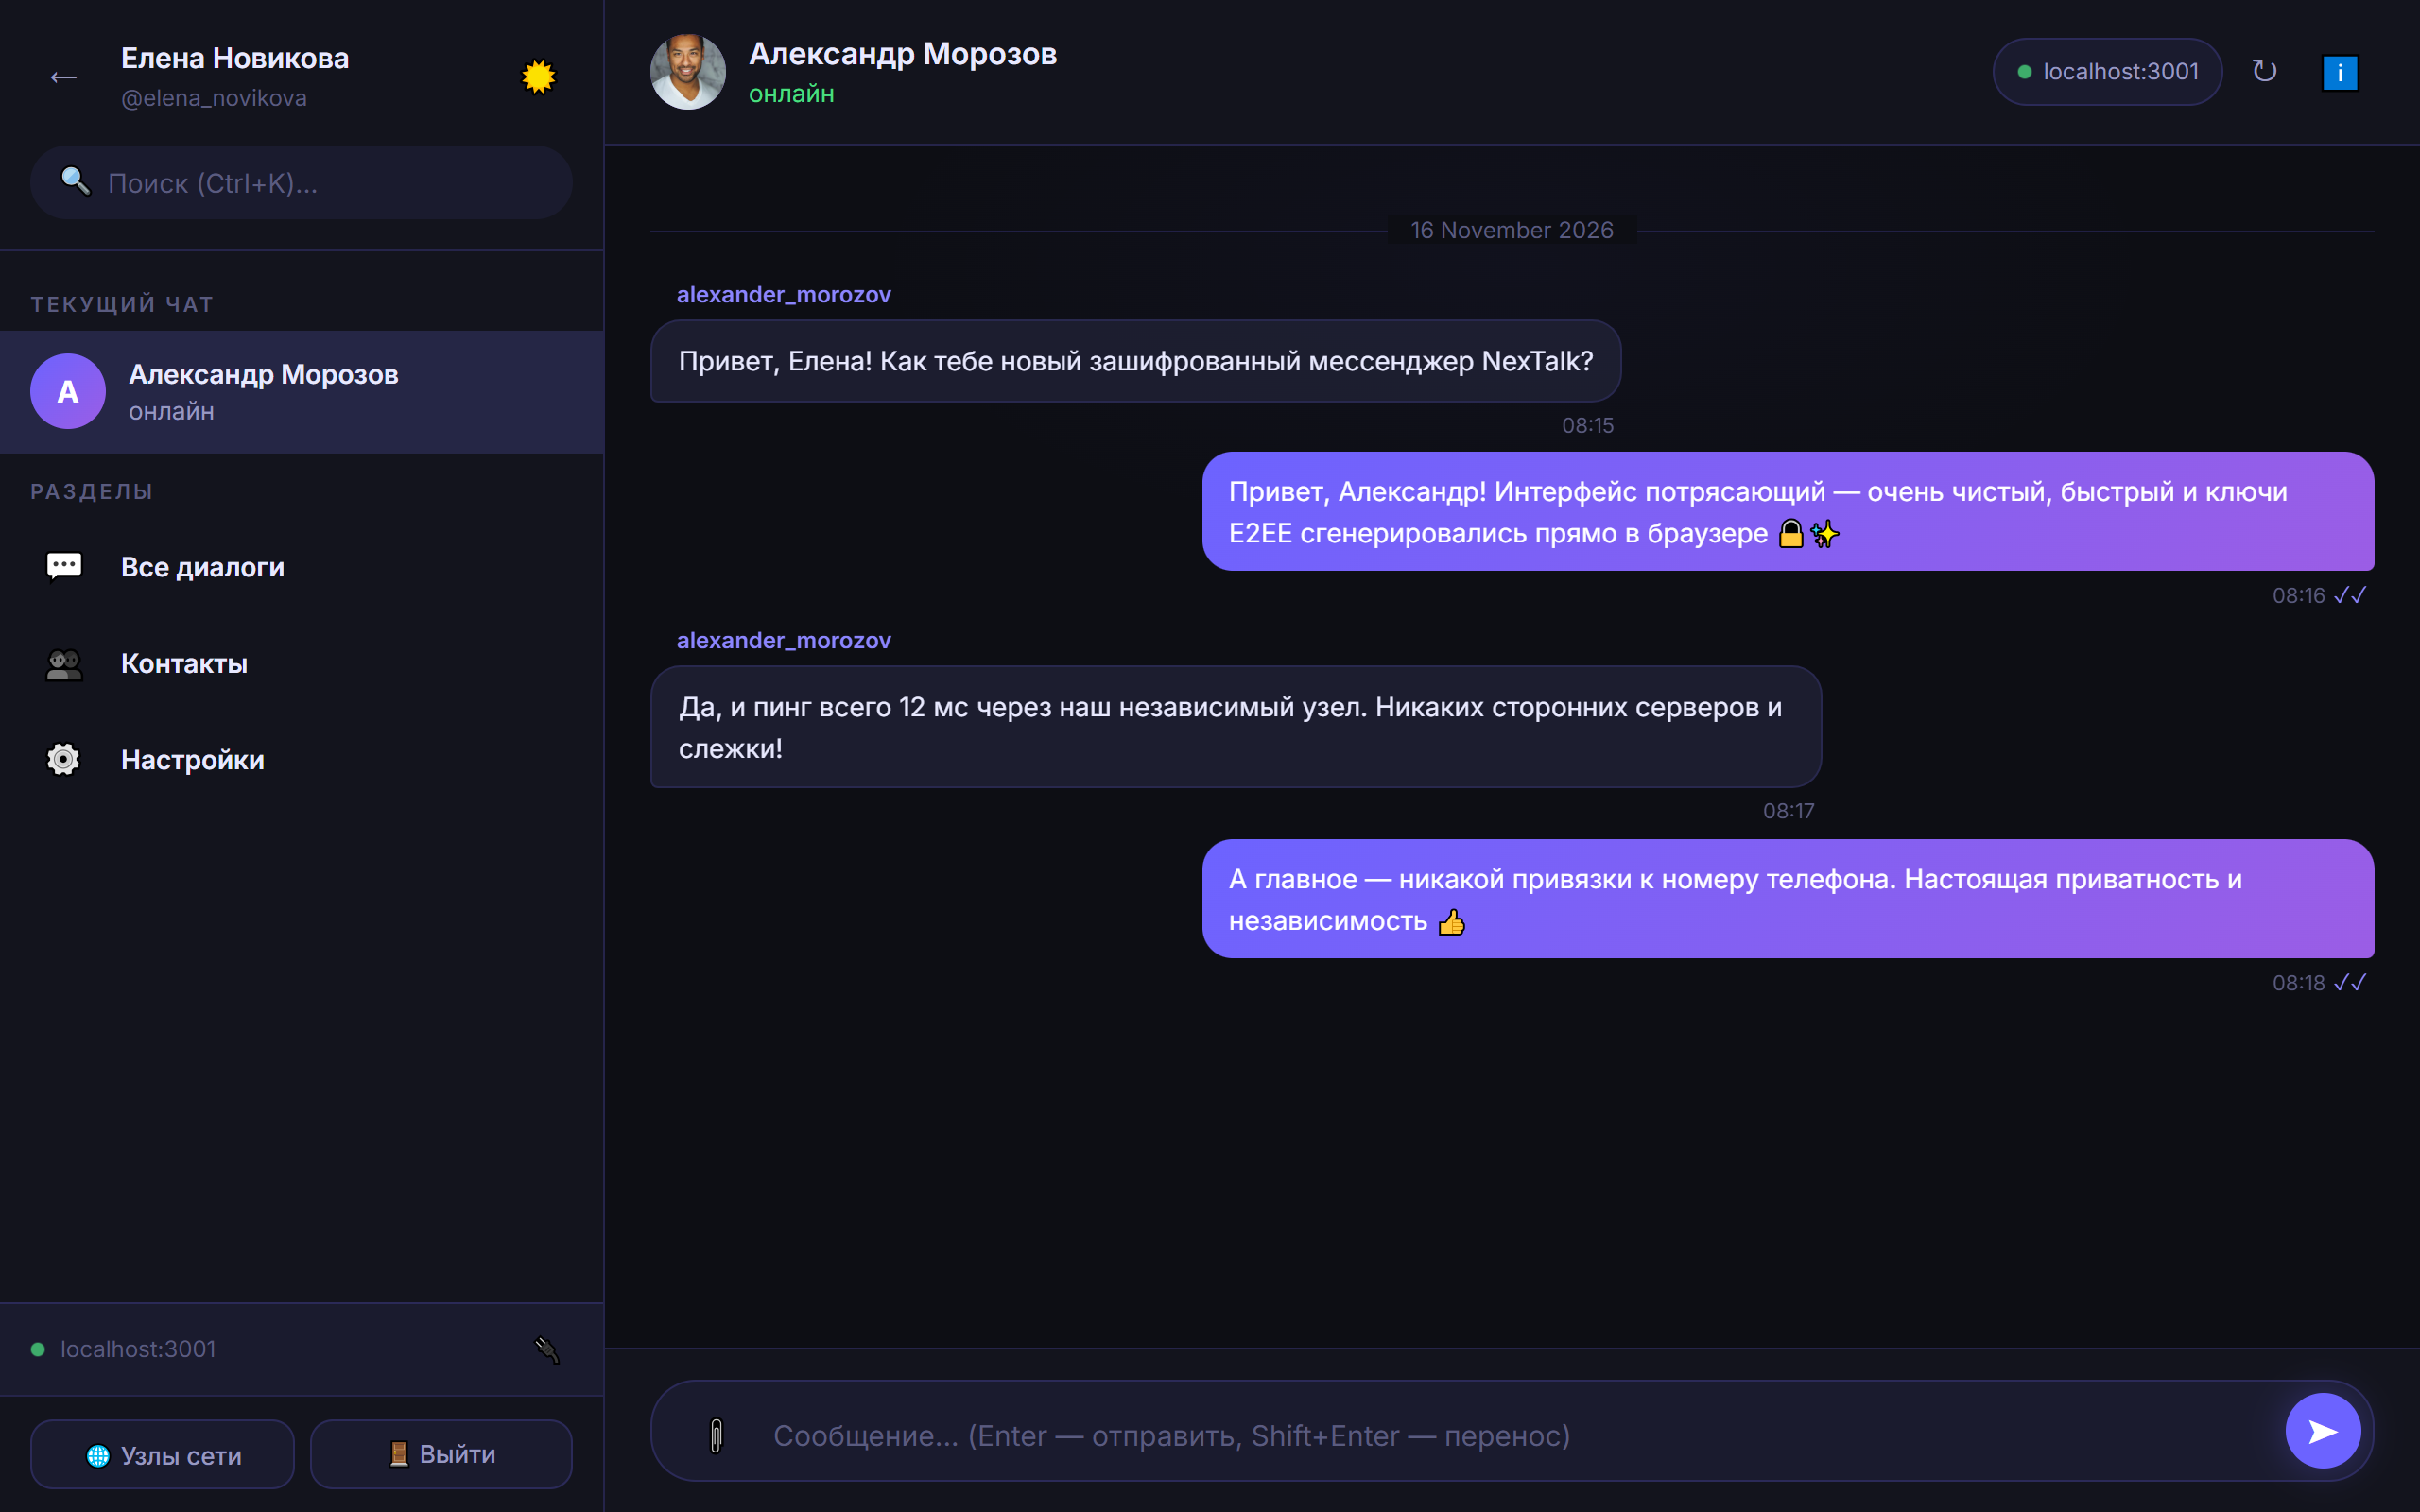 Елена Новикова
@elena_novikova
Поиск (Ctrl+K)...
ТЕКУЩИЙ ЧАТ
А
Александр Морозов
онлайн
РАЗДЕЛЫ
Все диалоги
Контакты
Настройки
localhost:3001
Узлы сети
Выйти
Александр Морозов
онлайн
localhost:3001
16 November 2026
alexander_morozov
Привет, Елена! Как тебе новый зашифрованный мессенджер NexTalk?
08:15
Привет, Александр! Интерфейс потрясающий — очень чистый, быстрый и ключи
E2EE сгенерировались прямо в браузере 🔒✨
08:16 ✓✓
alexander_morozov
Да, и пинг всего 12 мс через наш независимый узел. Никаких сторонних серверов и
слежки!
08:17
А главное — никакой привязки к номеру телефона. Настоящая приватность и
независимость 👍
08:18 ✓✓
Сообщение... (Enter — отправить, Shift+Enter — перенос)